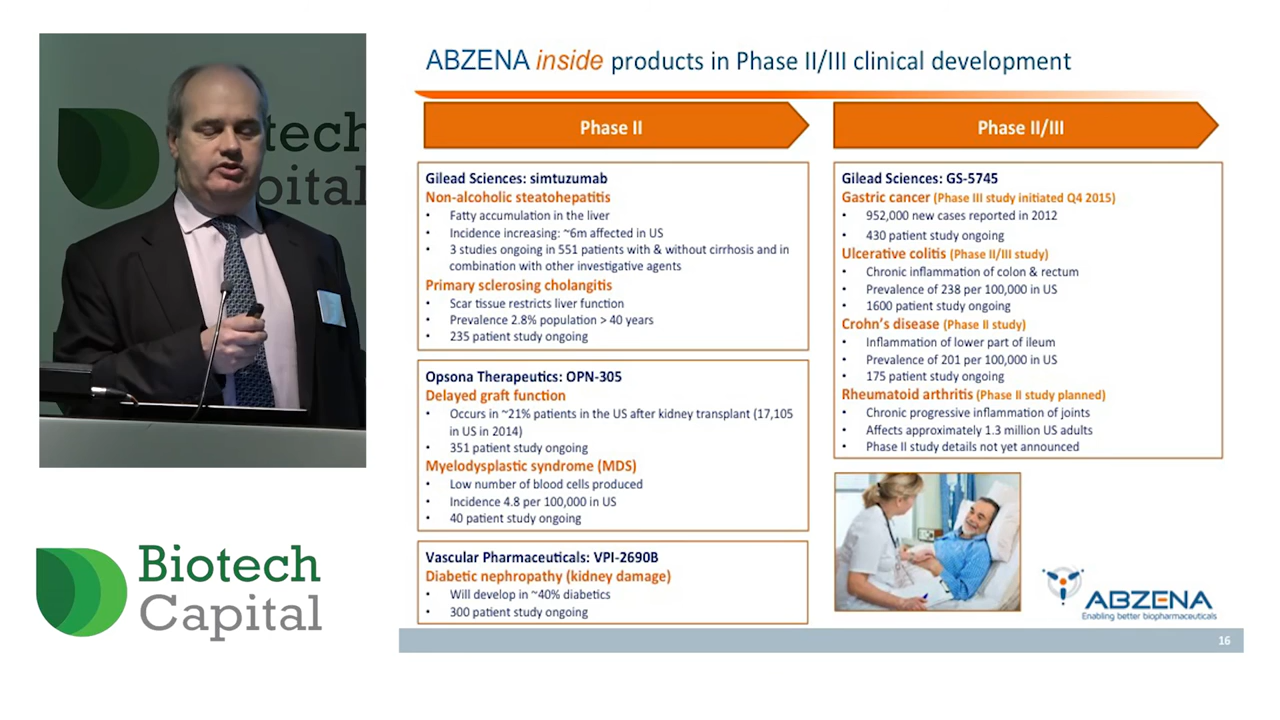 Biotech
Capital
ABZENA inside products in Phase II/III clinical development
Phase II
Gilead Sciences: simtuzumab
Non-alcoholic steatohepatitis
• Fatty accumulation in the liver
• Incidence increasing: ~6m affected in US
• 3 studies ongoing in 551 patients with & without cirrhosis and in
combination with other investigative agents
Primary sclerosing cholangitis
• Scar tissue restricts liver function
• Prevalence 2.8% population > 40 years
• 235 patient study ongoing
Opsona Therapeutics: OPN-305
Delayed graft function
• Occurs in ~21% patients in the US after kidney transplant (17,105
in US in 2014)
• 351 patient study ongoing
Myelodysplastic syndrome (MDS)
• Low number of blood cells produced
• Incidence 4.8 per 100,000 in US
• 40 patient study ongoing
Vascular Pharmaceuticals: VPI-2690B
Diabetic nephropathy (kidney damage)
• Will develop in ~40% diabetics
• 300 patient study ongoing
Phase II/III
Gilead Sciences: GS-5745
Gastric cancer (Phase III study initiated Q4 2015)
• 952,000 new cases reported in 2012
• 430 patient study ongoing
Ulcerative colitis (Phase II/III study)
• Chronic inflammation of colon & rectum
• Prevalence of 238 per 100,000 in US
• 1600 patient study ongoing
Crohn's disease (Phase II study)
• Inflammation of lower part of ileum
• Prevalence of 201 per 100,000 in US
• 175 patient study ongoing
Rheumatoid arthritis (Phase II study planned)
• Chronic progressive inflammation of joints
• Affects approximately 1.3 million US adults
• Phase II study details not yet announced
ABZENA
Enabling better biopharmaceuticals
16
Biotech
Capital